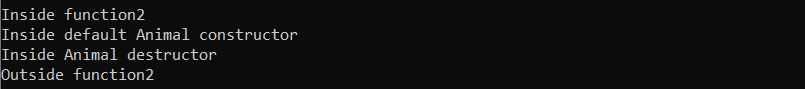 Inside function2
Inside default Animal constructor
Inside Animal destructor
Outside function2